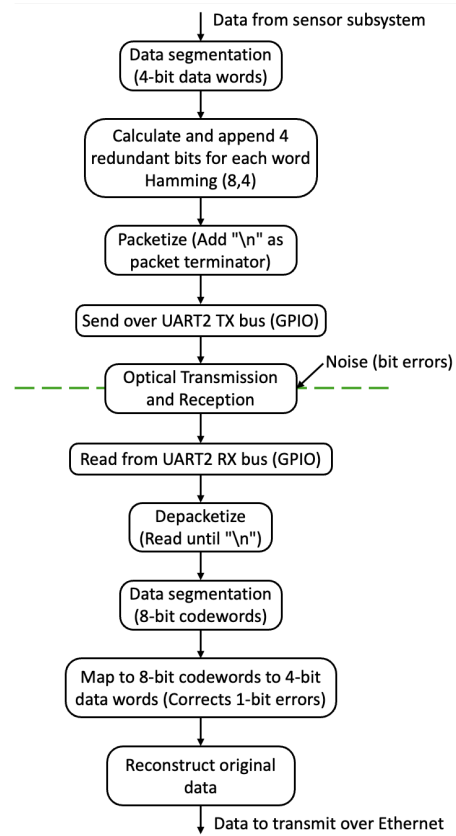 Data from sensor subsystem
Data segmentation
(4-bit data words)
Calculate and append 4
redundant bits for each word
Hamming (8,4)
Packetize (Add "\n" as
packet terminator)
Send over UART2 TX bus (GPIO)
Noise (bit errors)
Optical Transmission
and Reception
Read from UART2 RX bus (GPIO)
Depacketize
(Read until "\n")
Data segmentation
(8-bit codewords)
Map to 8-bit codewords to 4-bit
data words (Corrects 1-bit errors)
Reconstruct original
data
Data to transmit over Ethernet